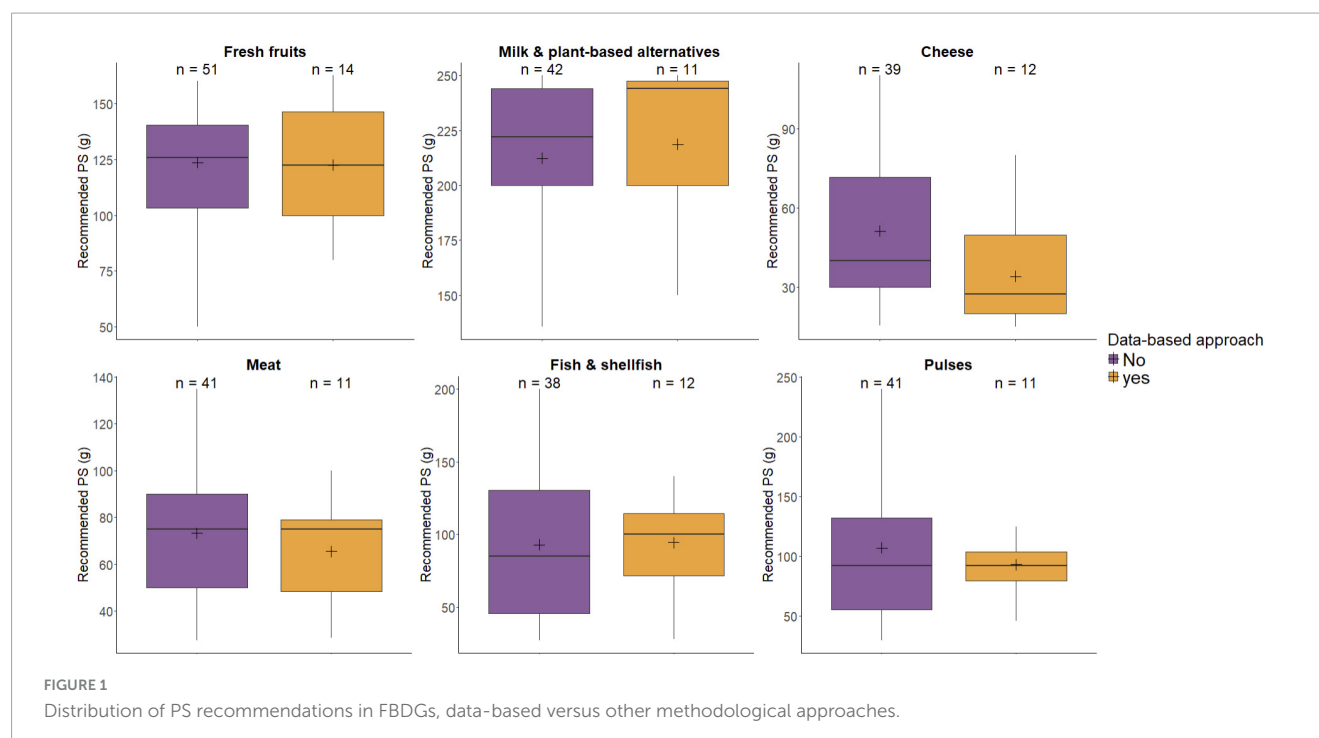 Fresh fruits
n = 51 n = 14
Recommended PS (g)
150
125
100
75
50
Milk & plant-based alternatives
n = 42 n = 11
Recommended PS (g)
250
225
200
175
150
Cheese
n = 39 n = 12
Recommended PS (g)
90
60
30
Meat
n = 41 n = 11
Recommended PS (g)
140
120
100
80
60
40
Fish & shellfish
n = 38 n = 12
Recommended PS (g)
200
150
100
50
Pulses
n = 41 n = 11
Recommended PS (g)
250
200
150
100
50
Data-based approach
No
yes
FIGURE 1
Distribution of PS recommendations in FBDGs, data-based versus other methodological approaches.